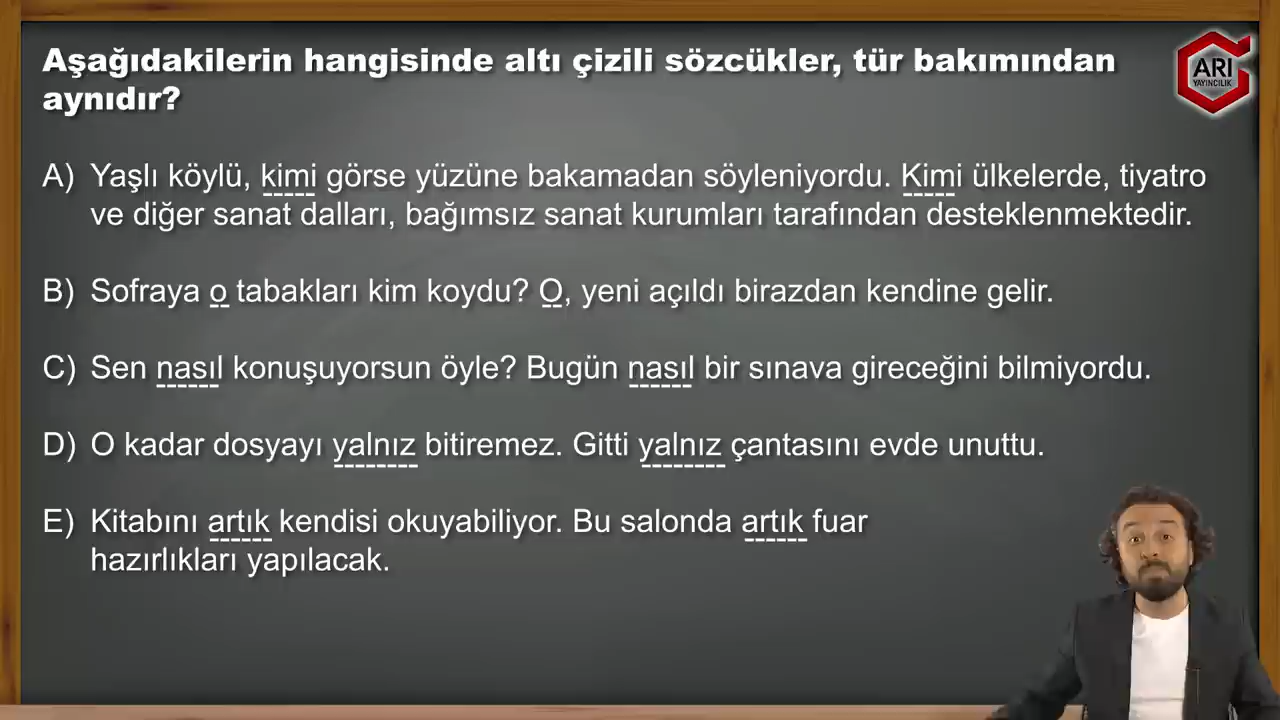 Aşağıdakilerin hangisinde altı çizili sözcükler, tür bakımından
aynıdır?
ARI
YAYINCILIK
A) Yaşlı köylü, kimi görse yüzüne bakamadan söyleniyordu. Kimi ülkelerde, tiyatro
ve diğer sanat dalları, bağımsız sanat kurumları tarafından desteklenmektedir.
B) Sofraya o tabakları kim koydu? O, yeni açıldı birazdan kendine gelir.
C) Sen nasıl konuşuyorsun öyle? Bugün nasıl bir sınava gireceğini bilmiyordu.
D) O kadar dosyayı yalnız bitiremez. Gitti yalnız çantasını evde unuttu.
E) Kitabını artık kendisi okuyabiliyor. Bu salonda artık fuar
hazırlıkları yapılacak.